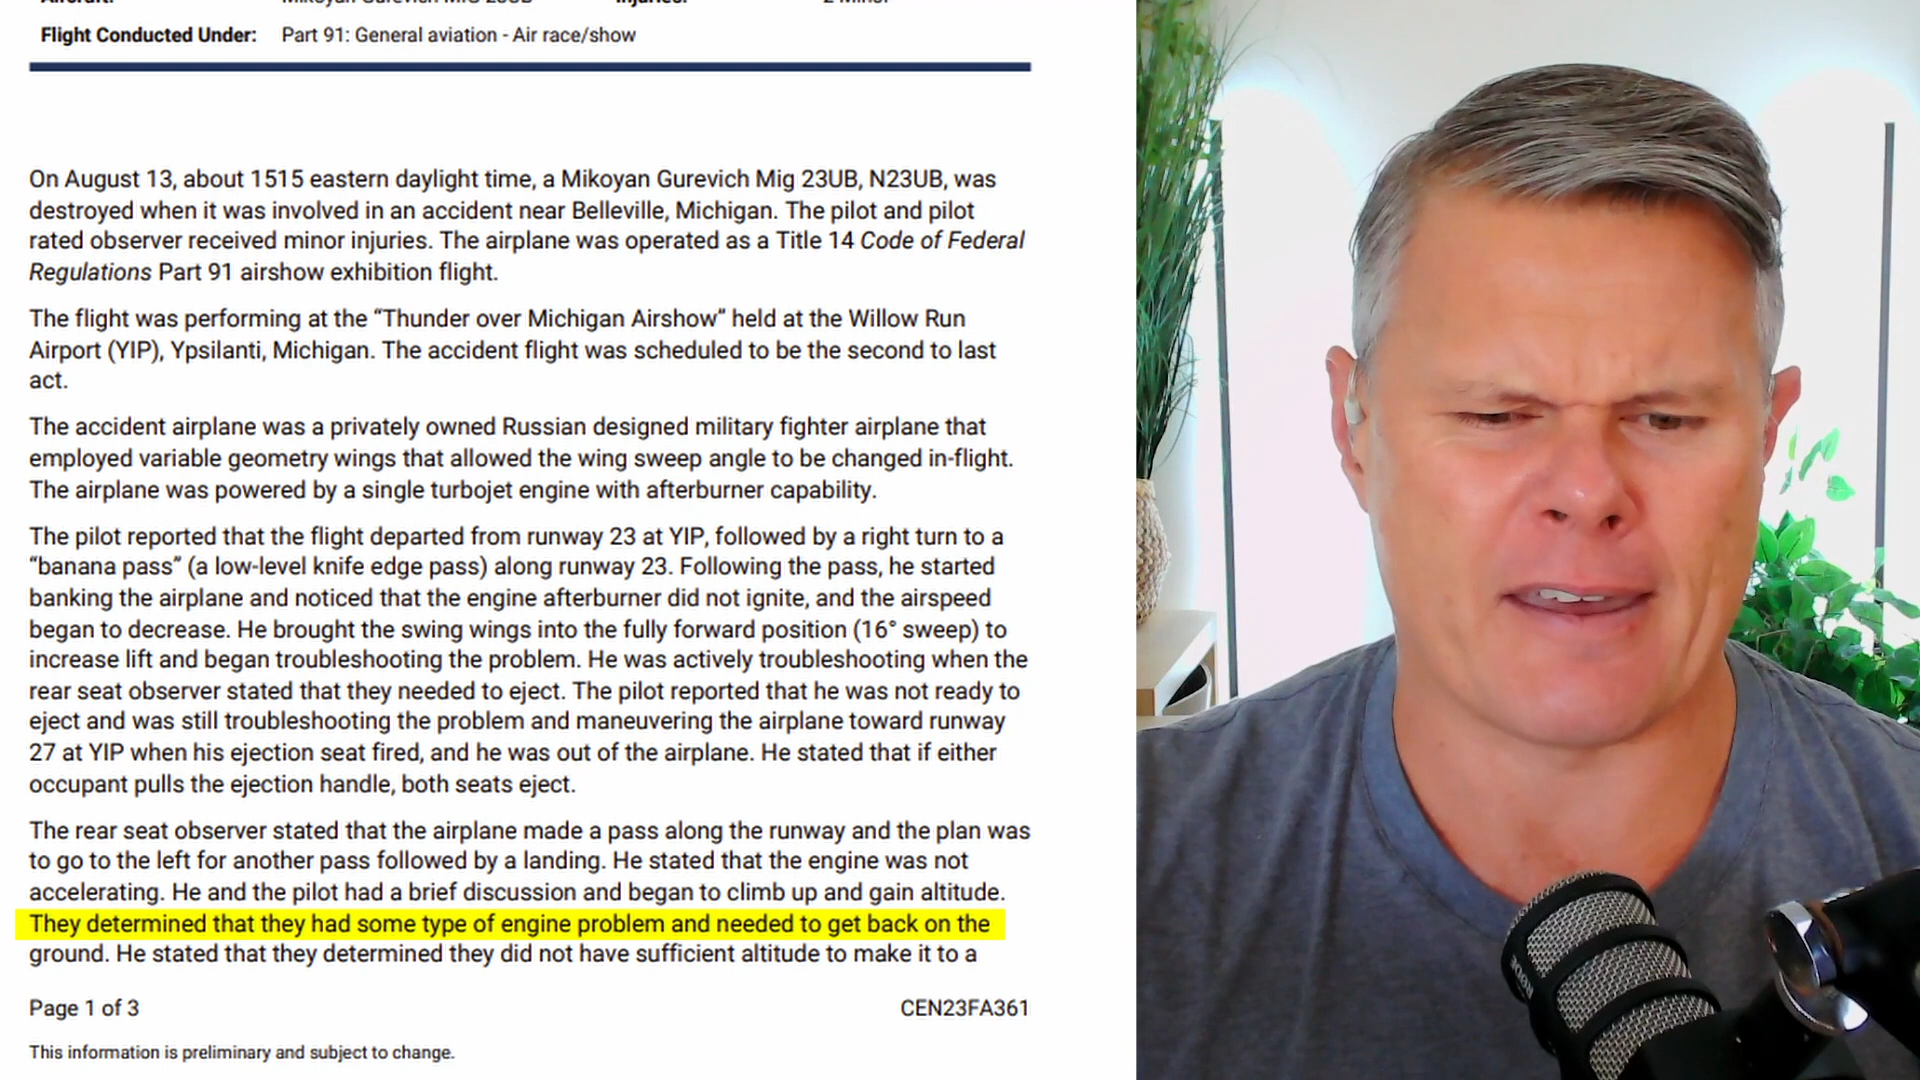 Flight Conducted Under: Part 91: General aviation - Air race/show
On August 13, about 1515 eastern daylight time, a Mikoyan Gurevich Mig 23UB, N23UB, was
destroyed when it was involved in an accident near Belleville, Michigan. The pilot and pilot
rated observer received minor injuries. The airplane was operated as a Title 14 Code of Federal
Regulations Part 91 airshow exhibition flight.
The flight was performing at the “Thunder over Michigan Airshow” held at the Willow Run
Airport (YIP), Ypsilanti, Michigan. The accident flight was scheduled to be the second to last
act.
The accident airplane was a privately owned Russian designed military fighter airplane that
employed variable geometry wings that allowed the wing sweep angle to be changed in-flight.
The airplane was powered by a single turbojet engine with afterburner capability.
The pilot reported that the flight departed from runway 23 at YIP, followed by a right turn to a
“banana pass” (a low-level knife edge pass) along runway 23. Following the pass, he started
banking the airplane and noticed that the engine afterburner did not ignite, and the airspeed
began to decrease. He brought the swing wings into the fully forward position (16° sweep) to
increase lift and began troubleshooting the problem. He was actively troubleshooting when the
rear seat observer stated that they needed to eject. The pilot reported that he was not ready to
eject and was still troubleshooting the problem and maneuvering the airplane toward runway
27 at YIP when his ejection seat fired, and he was out of the airplane. He stated that if either
occupant pulls the ejection handle, both seats eject.
The rear seat observer stated that the airplane made a pass along the runway and the plan was
to go to the left for another pass followed by a landing. He stated that the engine was not
accelerating. He and the pilot had a brief discussion and began to climb up and gain altitude.
They determined that they had some type of engine problem and needed to get back on the
ground. He stated that they determined they did not have sufficient altitude to make it to a
Page 1 of 3 CEN23FA361
This information is preliminary and subject to change.
RØDE